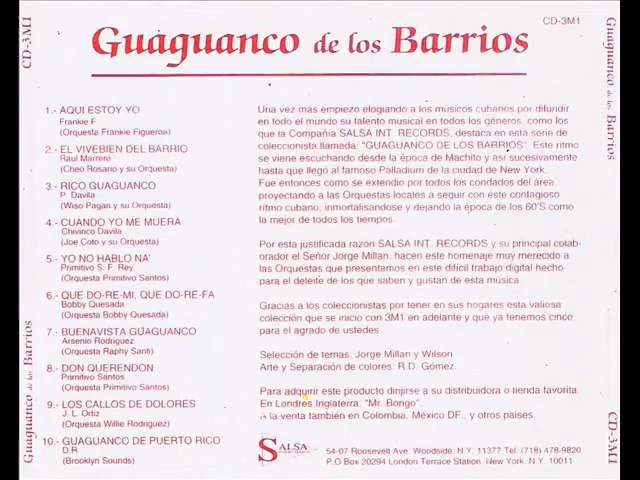 CD-3M1
Guaguanco de los Barrios
CD-3M1
Guaguanco de los Barrios
1.- AQUI ESTOY YO
Frankie F
(Orquesta Frankie Figueroa)
2.- EL VIVEBIEN DEL BARRIO
Raul Marrero
(Cheo Rosario y su Orquesta)
3.- RICO GUAGUANCO
P. Davila
(Wiso Pagan y su Orquesta)
4.- CUANDO YO ME MUERA
Chivirico Davila
(Joe Coto y su Orquesta)
5.- YO NO HABLO NA'
Primitivo S. F. Rey
(Orquesta Primitivo Santos)
6.- QUE DO-RE-MI, QUE DO-RE-FA
Bobby Quesada
(Orquesta Bobby Quesada)
7.- BUENAVISTA GUAGUANCO
Arsenio Rodriguez
(Orquesta Raphy Santi)
8.- DON QUERENDON
Primitivo Santos
(Orquesta Primitivo Santos)
9.- LOS CALLOS DE DOLORES
J. L. Ortiz
(Orquesta Willie Rodriguez)
10.- GUAGUANCO DE PUERTO RICO
D.R.
(Brooklyn Sounds)
Una vez más empiezo elogiando a los musicos cubanos por difundir
en todo el mundo su talento musical en todos los géneros, como los
que la Compañía SALSA INT. RECORDS, destaca en esta serie de
coleccionista llamada: "GUAGUANCO DE LOS BARRIOS". Este ritmo
se viene escuchando desde la época de Machito y asi sucesivamente
hasta que llego al famoso Palladium de la ciudad de New York.
Fue entonces como se extendio por todos los condados del área,
proyectando a las Orquestas locales a seguir con éste contagioso
ritmo cubano, inmortalisandose y dejando la época de los 60'S como
la mejor de todos los tiempos.
Por esta justificada razón SALSA INT. RECORDS y su principal colab-
orador el Señor Jorge Millan, hacen este homenaje muy merecido a
las Orquestas que presentamos en este difícil trabajo digital hecho
para el deleite de los que saben y gustan de esta música
Gracias a los coleccionistas por tener en sus hogares esta valiosa
colección que se inicio con 3M1 en adelante y que ya tenemos cinco
para el agrado de ustedes
Selección de temas: Jorge Millan y Wilson
Arte y Separación de colores: R.D. Gómez.
Para adquirir este producto dirijirse a su distribuidora o tienda favorita.
En Londres Inglaterra, "Mr. Bongo".
A la venta también en Colombia, México DF., y otros paises.
SALSA
54-07 Roosevelt Ave. Woodside, N.Y. 11377 Tel: (718) 478-9820
P.O Box 20294 London Terrace Station. New York, N.Y. 10011
Guaguanco de los Barrios
CD-3M1